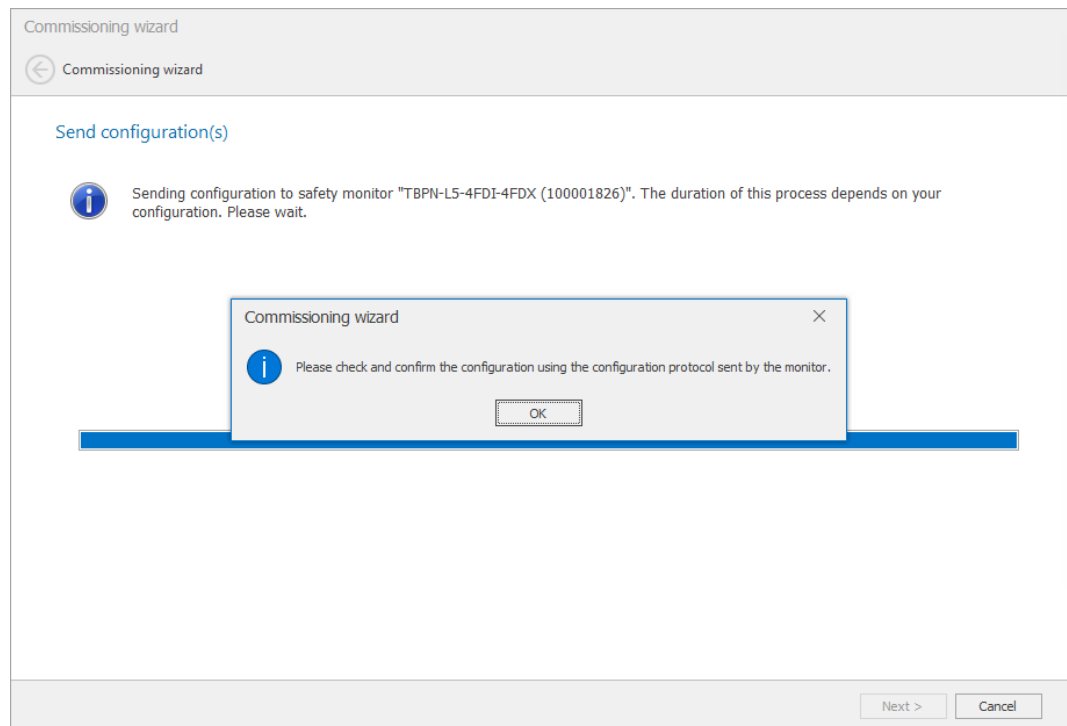 Commissioning wizard
Commissioning wizard
Send configuration(s)
Sending configuration to safety monitor "TBPN-L5-4FDI-4FDX (100001826)". The duration of this process depends on your
configuration. Please wait.
Commissioning wizard
Please check and confirm the configuration using the configuration protocol sent by the monitor.
OK
Next >
Cancel